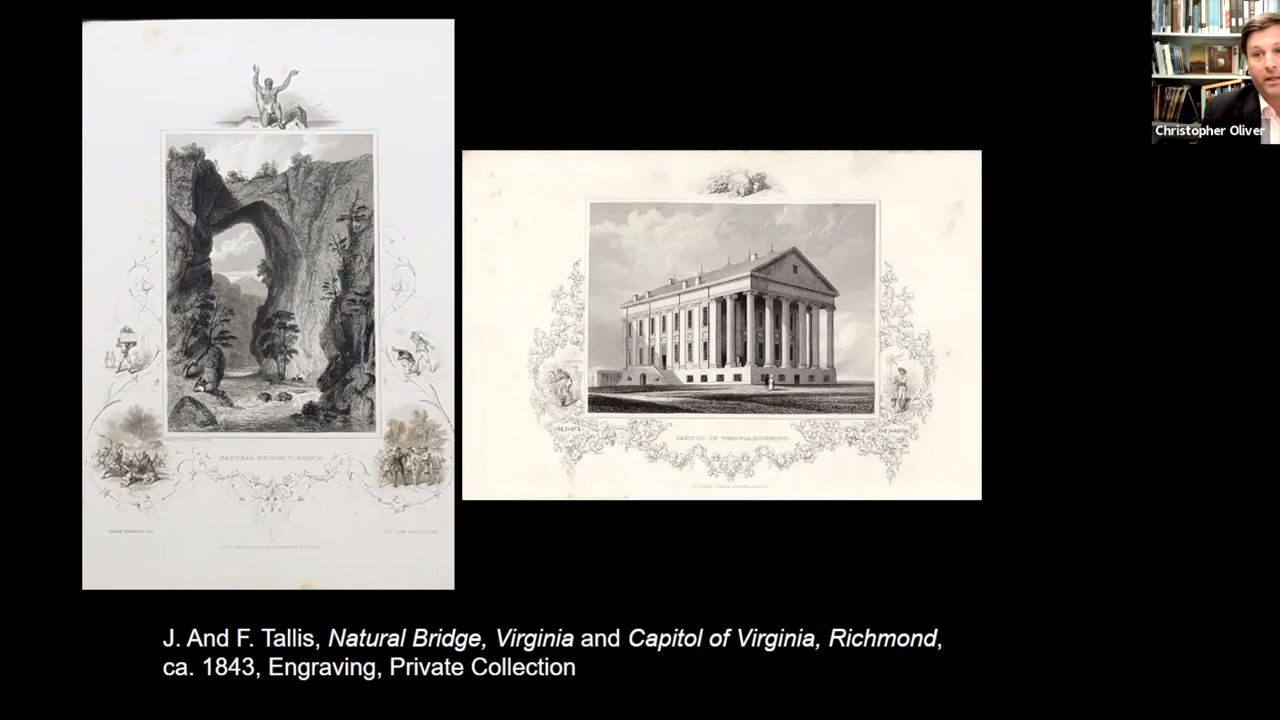 Christopher Oliver
NATURAL BRIDGE, VIRGINIA.
CAPITOL OF VIRGINIA, RICHMOND.
J. And F. Tallis, Natural Bridge, Virginia and Capitol of Virginia, Richmond,
ca. 1843, Engraving, Private Collection